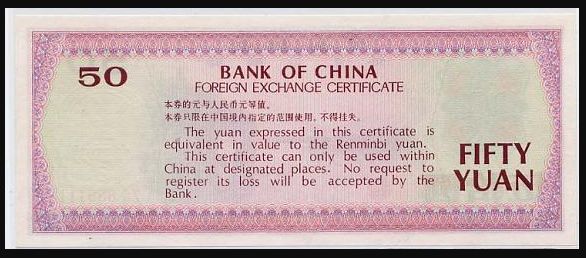 50
BANK OF CHINA
FOREIGN EXCHANGE CERTIFICATE
本券的元与人民币元等值。
本券只限在中国境内指定的范围使用，不得挂失。
The yuan expressed in this certificate is
equivalent in value to the Renminbi yuan.
This certificate can only be used within
China at designated places. No request to
register its loss will be accepted by the
Bank.
FIFTY
YUAN